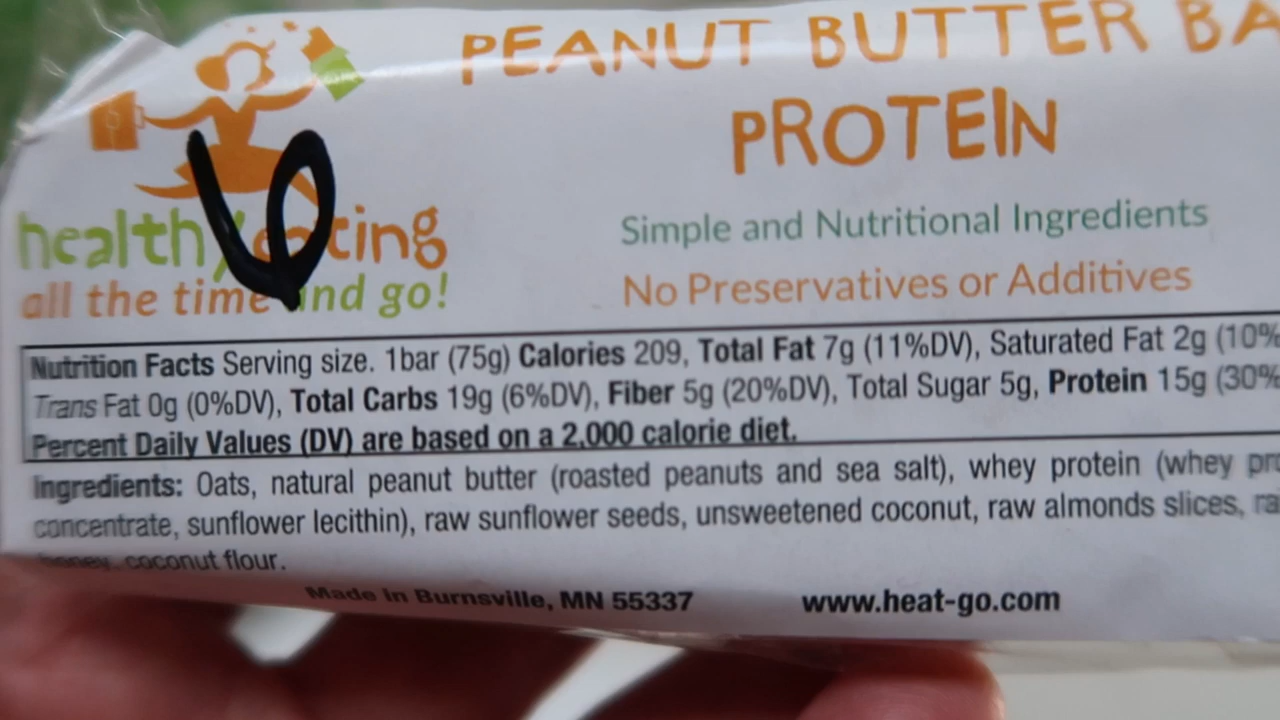 PEANUT BUTTER BA
PROTEIN
healthy eating
all the time and go!
Simple and Nutritional Ingredients
No Preservatives or Additives
Nutrition Facts Serving size. 1bar (75g) Calories 209, Total Fat 7g (11%DV), Saturated Fat 2g (10%
Trans Fat 0g (0%DV), Total Carbs 19g (6%DV), Fiber 5g (20%DV), Total Sugar 5g, Protein 15g (30%
Percent Daily Values (DV) are based on a 2,000 calorie diet.
Ingredients: Oats, natural peanut butter (roasted peanuts and sea salt), whey protein (whey pro
concentrate, sunflower lecithin), raw sunflower seeds, unsweetened coconut, raw almonds slices, ra
honey, coconut flour.
Made in Burnsville, MN 55337
www.heat-go.com